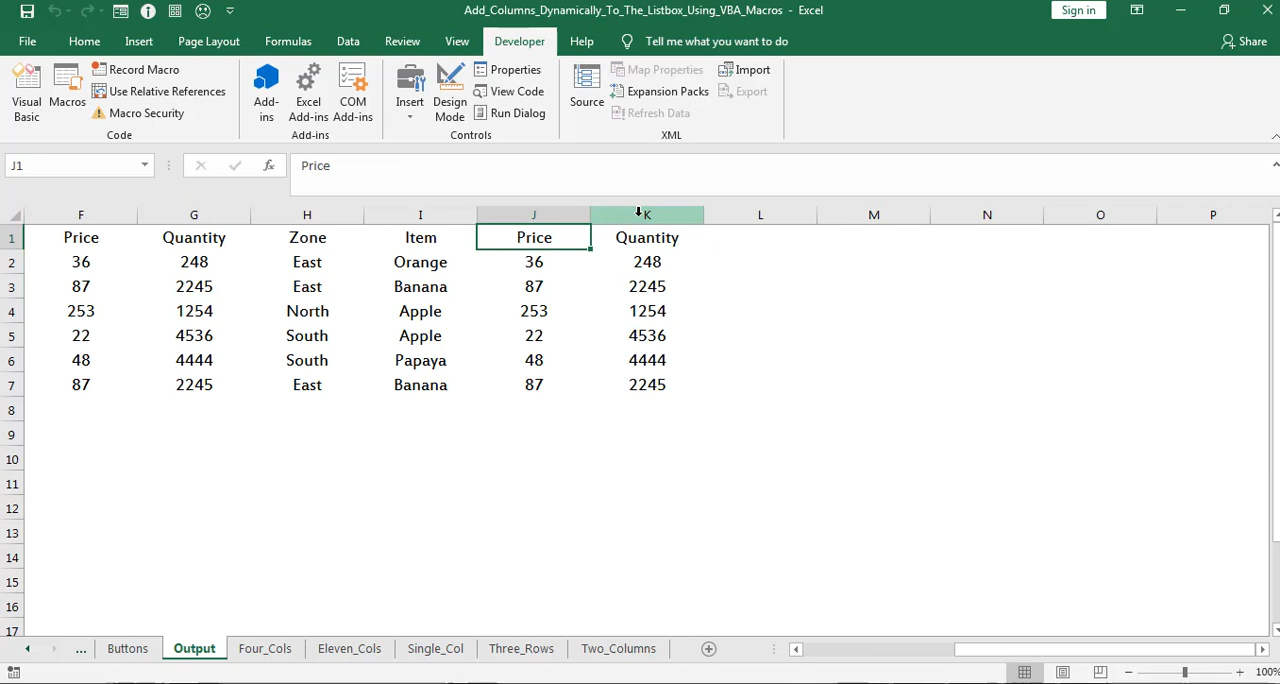 Add_Columns_Dynamically_To_The_Listbox_Using_VBA_Macros - Excel
Sign in
File Home Insert Page Layout Formulas Data Review View Developer Help Tell me what you want to do Share
Visual Basic
Macros
Record Macro
Use Relative References
Macro Security
Code
Add-ins
Excel Add-ins
COM Add-ins
Add-ins
Insert
Design Mode
Properties
View Code
Run Dialog
Controls
Source
Map Properties
Expansion Packs
Refresh Data
Import
Export
XML
J1 fx Price
F G H I J K L M N O P
1 Price Quantity Zone Item Price Quantity
2 36 248 East Orange 36 248
3 87 2245 East Banana 87 2245
4 253 1254 North Apple 253 1254
5 22 4536 South Apple 22 4536
6 48 4444 South Papaya 48 4444
7 87 2245 East Banana 87 2245
8
9
10
11
12
13
14
15
16
17
... Buttons Output Four_Cols Eleven_Cols Single_Col Three_Rows Two_Columns
100%